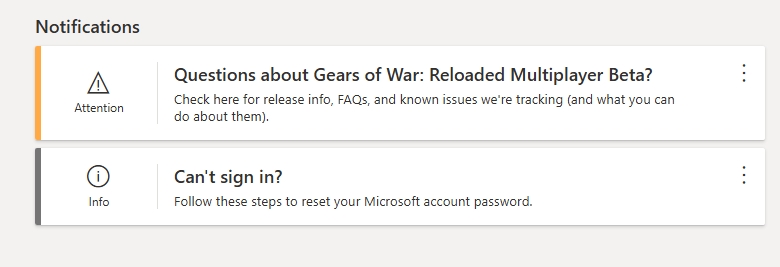 Notifications
Attention
Questions about Gears of War: Reloaded Multiplayer Beta?
Check here for release info, FAQs, and known issues we're tracking (and what you can
do about them).
Info
Can't sign in?
Follow these steps to reset your Microsoft account password.